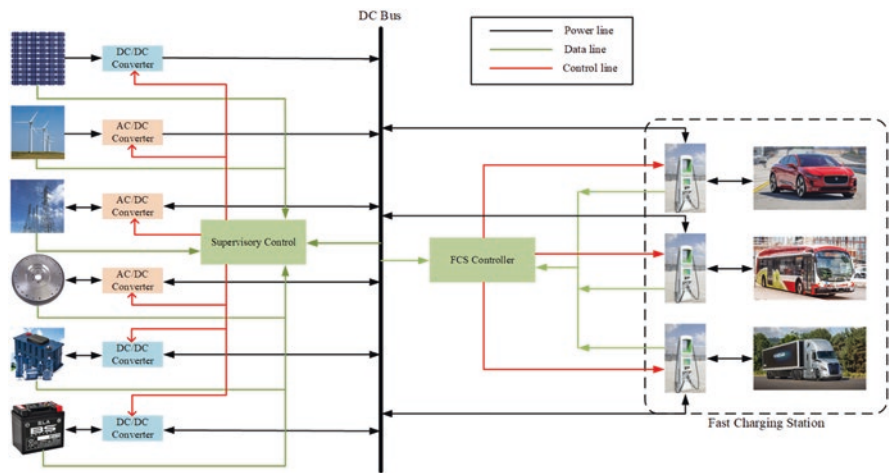 DC Bus
Power line
Data line
Control line
DC/DC
Converter
AC/DC
Converter
AC/DC
Converter
Supervisory Control
FCS Controller
AC/DC
Converter
DC/DC
Converter
DC/DC
Converter
BS
Fast Charging Station